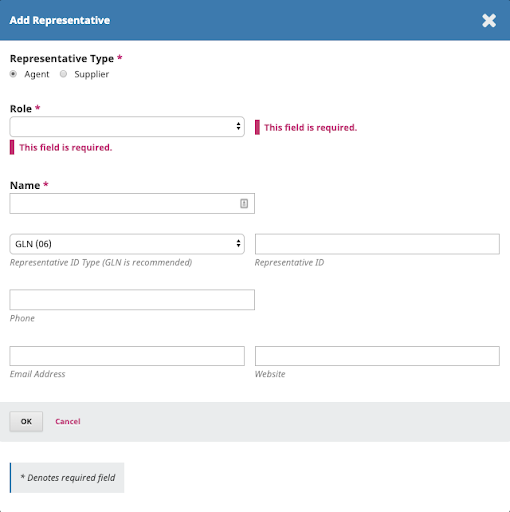 Add Representative
Representative Type *
Agent Supplier
Role *
This field is required.
This field is required.
Name *
GLN (06)
Representative ID Type (GLN is recommended) Representative ID
Phone
Email Address Website
OK Cancel
* Denotes required field